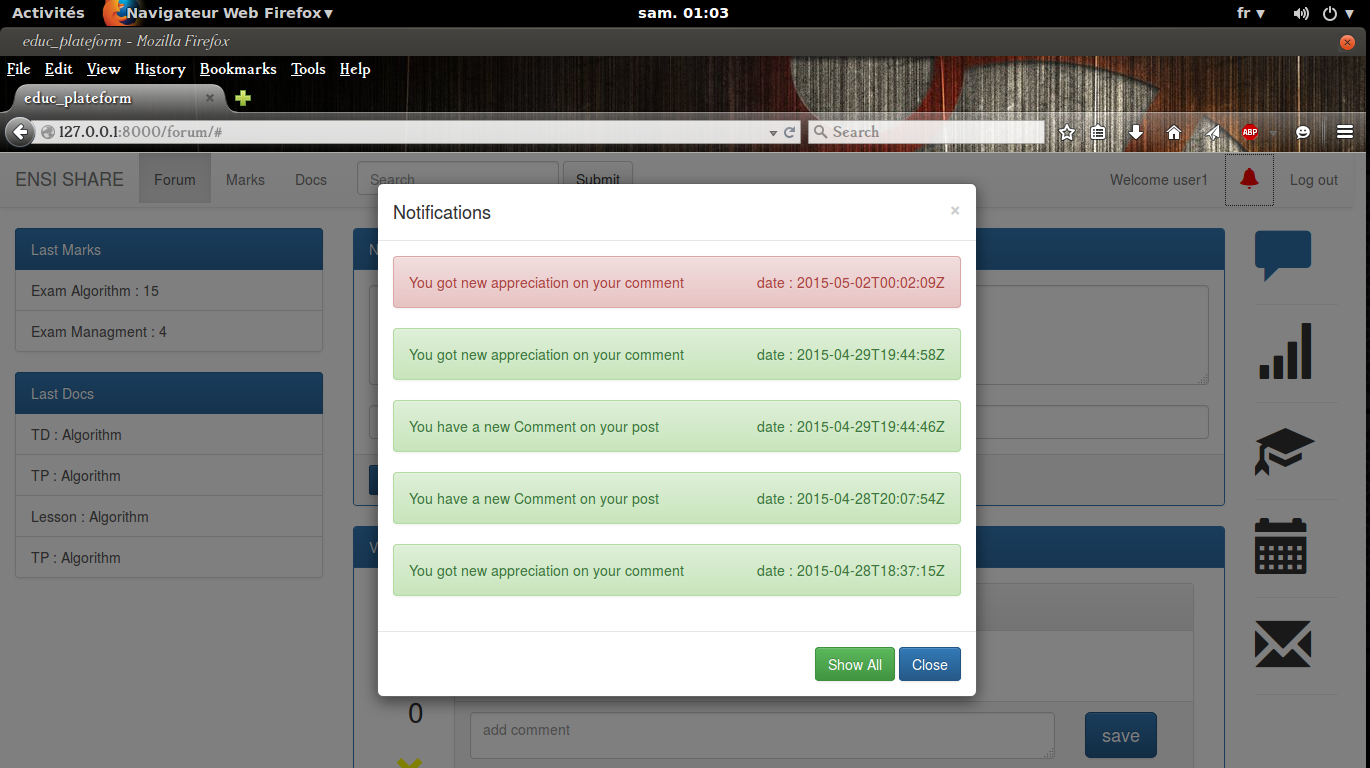 Activités Navigateur Web Firefox sam. 01:03 fr
educ_plateform - Mozilla Firefox
File Edit View History Bookmarks Tools Help
educ_plateform
127.0.0.1:8000/forum/# Search ABP
ENSI SHARE Forum Marks Docs Search Submit Welcome user1 Log out
Notifications ×
Last Marks
Exam Algorithm : 15
Exam Managment : 4
Last Docs
TD : Algorithm
TP : Algorithm
Lesson : Algorithm
TP : Algorithm
You got new appreciation on your comment date : 2015-05-02T00:02:09Z
You got new appreciation on your comment date : 2015-04-29T19:44:58Z
You have a new Comment on your post date : 2015-04-29T19:44:46Z
You have a new Comment on your post date : 2015-04-28T20:07:54Z
You got new appreciation on your comment date : 2015-04-28T18:37:15Z
Show All Close
0
add comment save